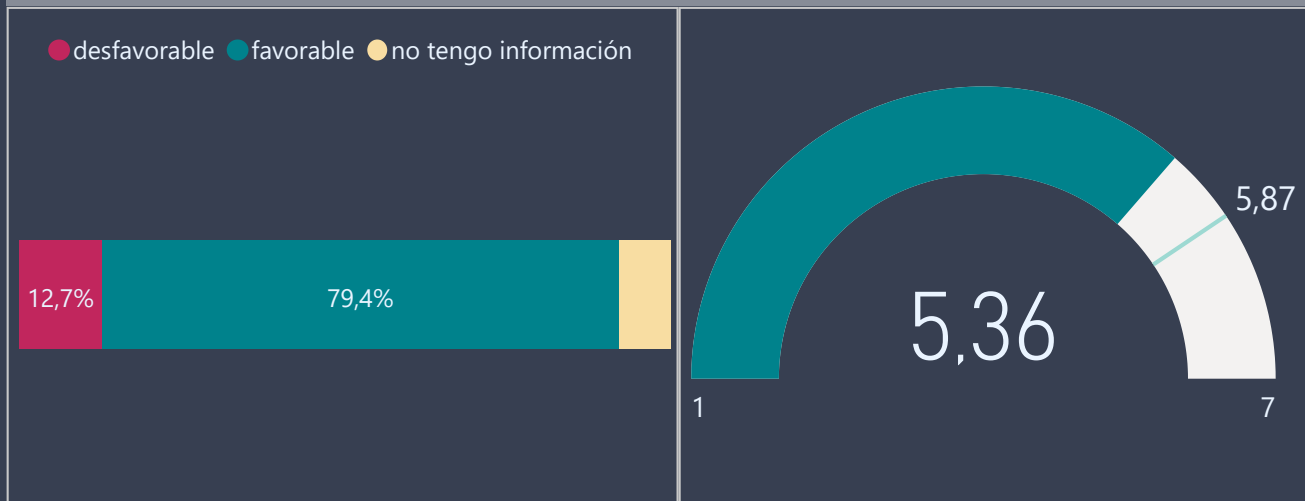 desfavorable favorable no tengo información
12,7% 79,4%
5,87
5,36
1 7